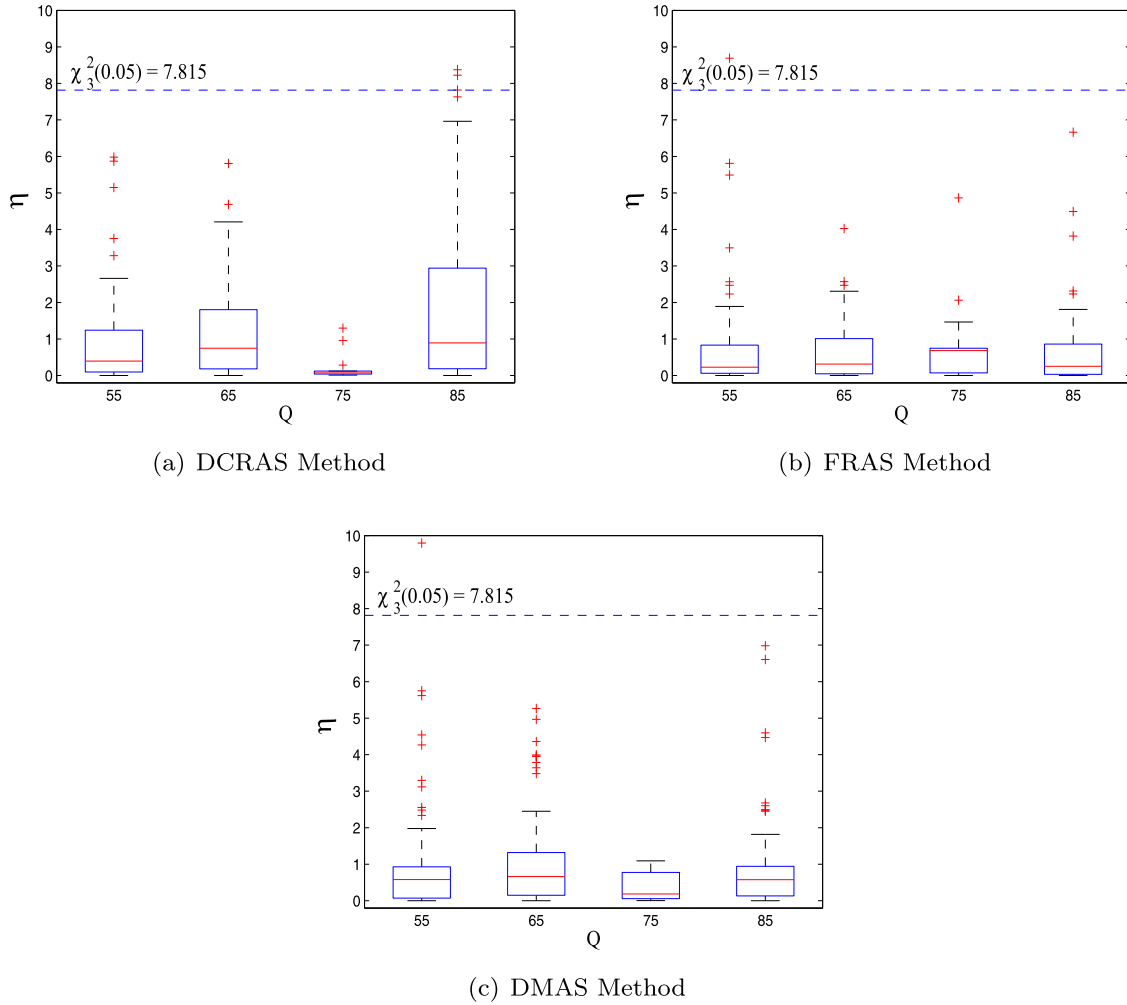 10
9
8
7
6
5
4
3
2
1
0
η
χ₃²(0.05) = 7.815
55 65 75 85
Q
(a) DCRAS Method
10
9
8
7
6
5
4
3
2
1
0
η
χ₃²(0.05) = 7.815
55 65 75 85
Q
(b) FRAS Method
10
9
8
7
6
5
4
3
2
1
0
η
χ₃²(0.05) = 7.815
55 65 75 85
Q
(c) DMAS Method